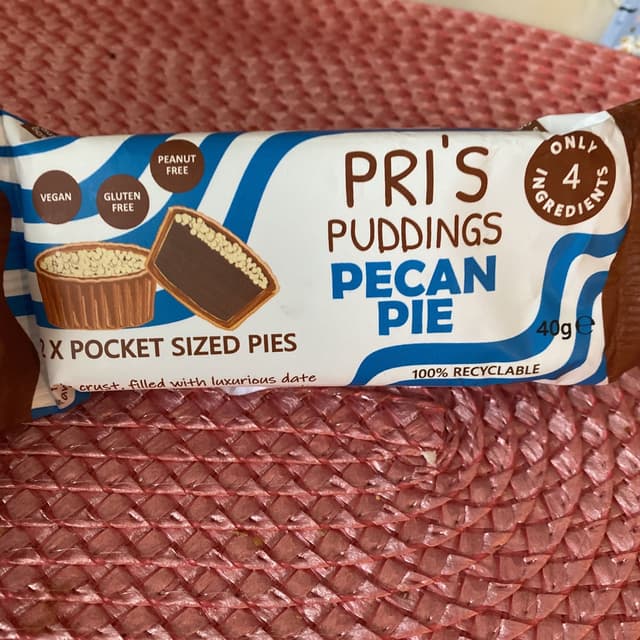 VEGAN
GLUTEN
FREE
PEANUT
FREE
PRI'S
PUDDINGS
PECAN
PIE
ONLY
4
INGREDIENTS
40g e
X POCKET SIZED PIES
crust, filled with luxurious date
100% RECYCLABLE